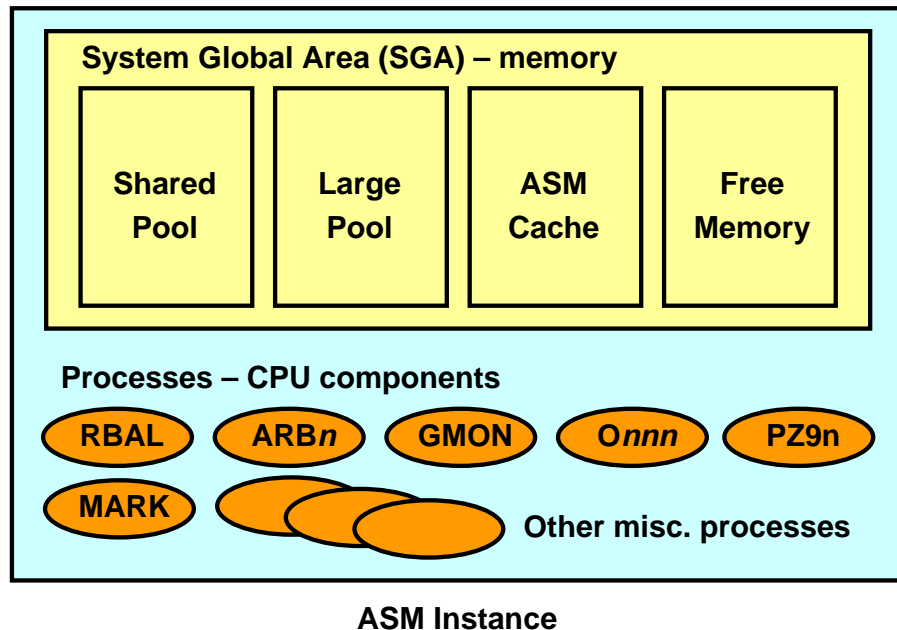 System Global Area (SGA) – memory
Shared
Pool
Large
Pool
ASM
Cache
Free
Memory
Processes – CPU components
RBAL
ARBn
GMON
Onnn
PZ9n
MARK
Other misc. processes
ASM Instance